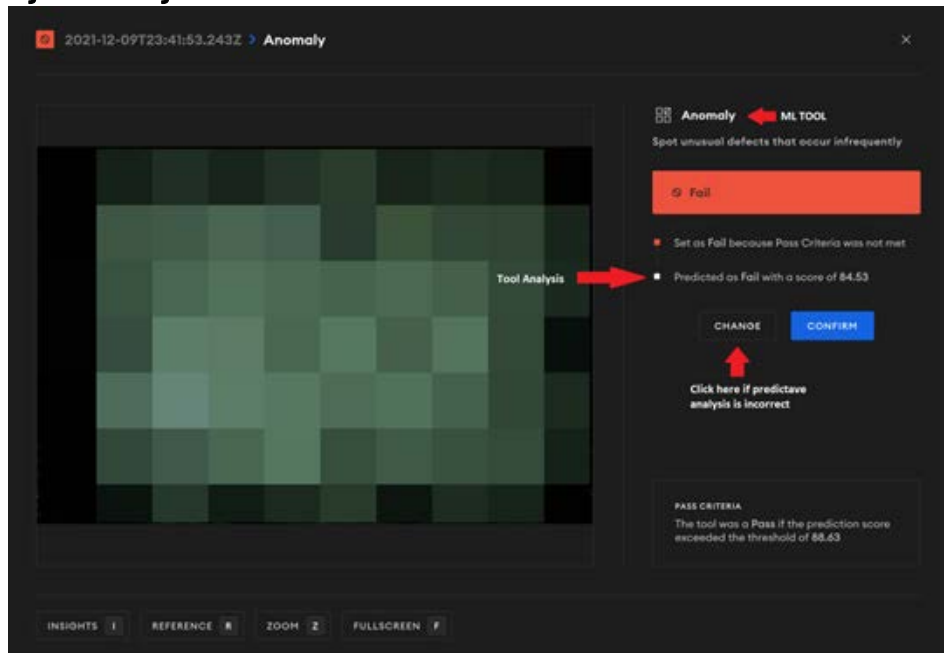 2021-12-09T23:41:53.243Z > Anomaly
Anomaly
ML TOOL
Spot unusual defects that occur infrequently
Fail
Set as Fail because Pass Criteria was not met
Tool Analysis
Predicted as Fail with a score of 84.53
CHANGE
CONFIRM
Click here if predictave
analysis is incorrect
PASS CRITERIA
The tool was a Pass if the prediction score
exceeded the threshold of 88.63
INSIGHTS I
REFERENCE R
ZOOM Z
FULLSCREEN F